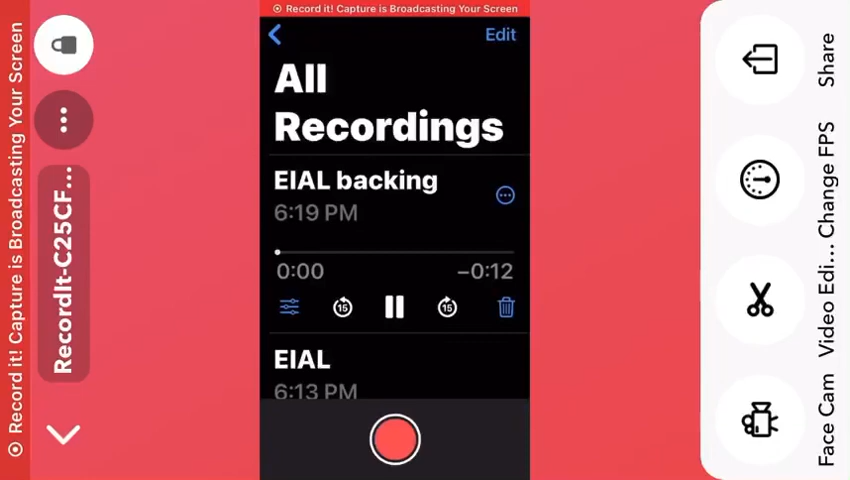 Record it! Capture is Broadcasting Your Screen
RecordIt-C25CF...
Record it! Capture is Broadcasting Your Screen
Edit
All
Recordings
EIAL backing
6:19 PM
0:00
−0:12
15
15
EIAL
6:13 PM
Share
Change FPS
Video Edi...
Face Cam